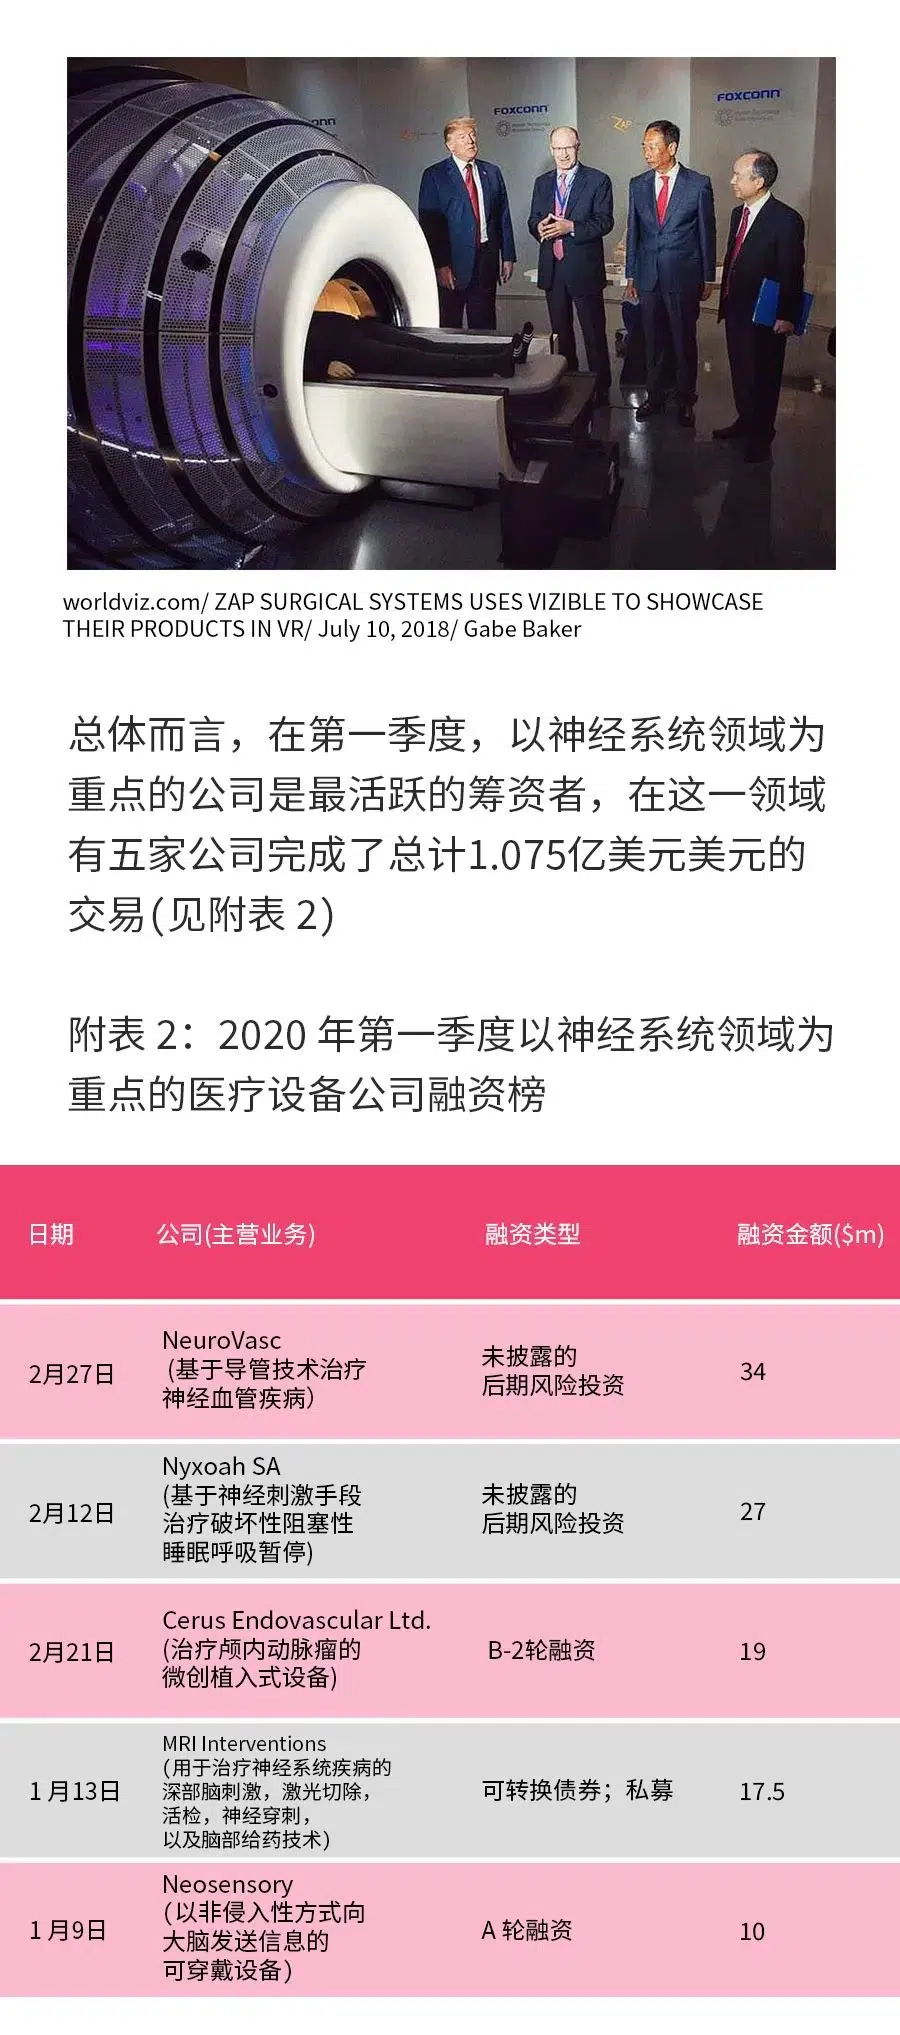 FOXCONN
FOXCONN
ZAP
worldviz.com/ ZAP SURGICAL SYSTEMS USES VIZIBLE TO SHOWCASE
THEIR PRODUCTS IN VR/ July 10, 2018/ Gabe Baker
总体而言，在第一季度，以神经系统领域为
重点的公司是最活跃的筹资者，在这一领域
有五家公司完成了总计1.075亿美元美元的
交易(见附表 2)
附表 2：2020 年第一季度以神经系统领域为
重点的医疗设备公司融资榜
日期 公司(主营业务) 融资类型 融资金额($m)
NeuroVasc
(基于导管技术治疗
神经血管疾病）
2月27日
未披露的
后期风险投资
34
Nyxoah SA
(基于神经刺激手段
治疗破坏性阻塞性
睡眠呼吸暂停)
2月12日
未披露的
后期风险投资
27
Cerus Endovascular Ltd.
(治疗颅内动脉瘤的
微创植入式设备)
2月21日
B-2轮融资
19
MRI Interventions
(用于治疗神经系统疾病的
深部脑刺激，激光切除，
活检，神经穿刺，
以及脑部给药技术)
1 月13日
可转换债券；私募
17.5
Neosensory
(以非侵入性方式向
大脑发送信息的
可穿戴设备)
1 月9日
A 轮融资
10